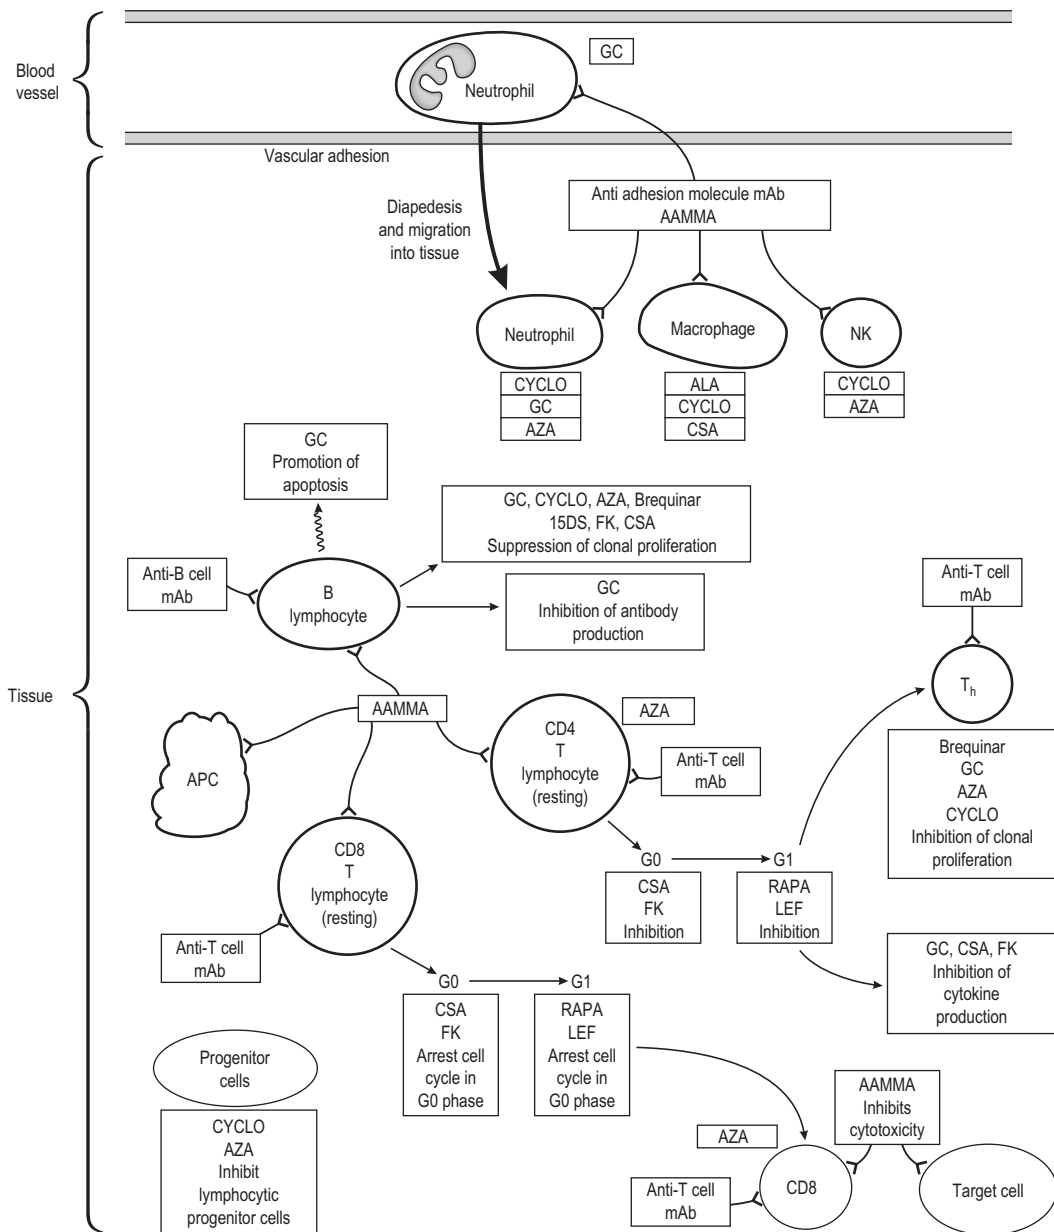 Blood
vessel
GC
Neutrophil
Vascular adhesion
Diapedesis
and migration
into tissue
Anti adhesion molecule mAb
AAMMA
Neutrophil
CYCLO
GC
AZA
Macrophage
ALA
CYCLO
CSA
NK
CYCLO
AZA
Tissue
GC
Promotion of
apoptosis
GC, CYCLO, AZA, Brequinar
15DS, FK, CSA
Suppression of clonal proliferation
Anti-B cell
mAb
B
lymphocyte
GC
Inhibition of antibody
production
Anti-T cell
mAb
Th
Brequinar
GC
AZA
CYCLO
Inhibition of clonal
proliferation
AAMMA
APC
CD4
T
lymphocyte
(resting)
AZA
Anti-T cell
mAb
G0
CSA
FK
Inhibition
G1
RAPA
LEF
Inhibition
GC, CSA, FK
Inhibition of
cytokine
production
CD8
T
lymphocyte
(resting)
Anti-T cell
mAb
G0
CSA
FK
Arrest cell
cycle in
G0 phase
G1
RAPA
LEF
Arrest cell
cycle in
G0 phase
Progenitor
cells
CYCLO
AZA
Inhibit
lymphocytic
progenitor cells
AAMMA
Inhibits
cytotoxicity
AZA
Anti-T cell
mAb
CD8
Target cell